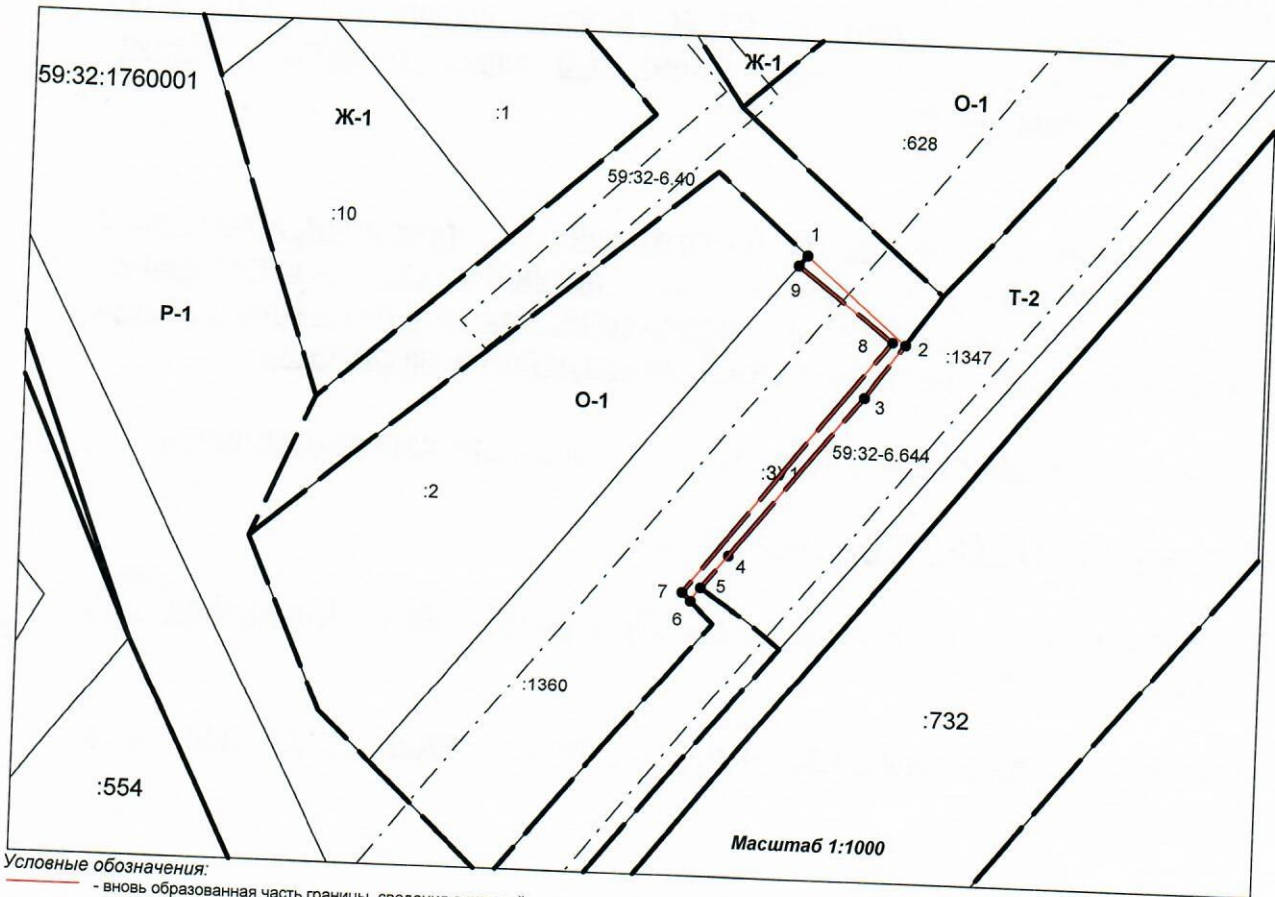 59:32:1760001
Ж-1
Ж-1
:1
О-1
:628
59:32-6.40
:10
1
9
Р-1
Т-2
8
2
:1347
3
О-1
59:32-6.644
:2
:ЗУ1
4
7
5
6
:1360
:732
:554
Масштаб 1:1000
Условные обозначения:
- вновь образованная часть границы, сведения